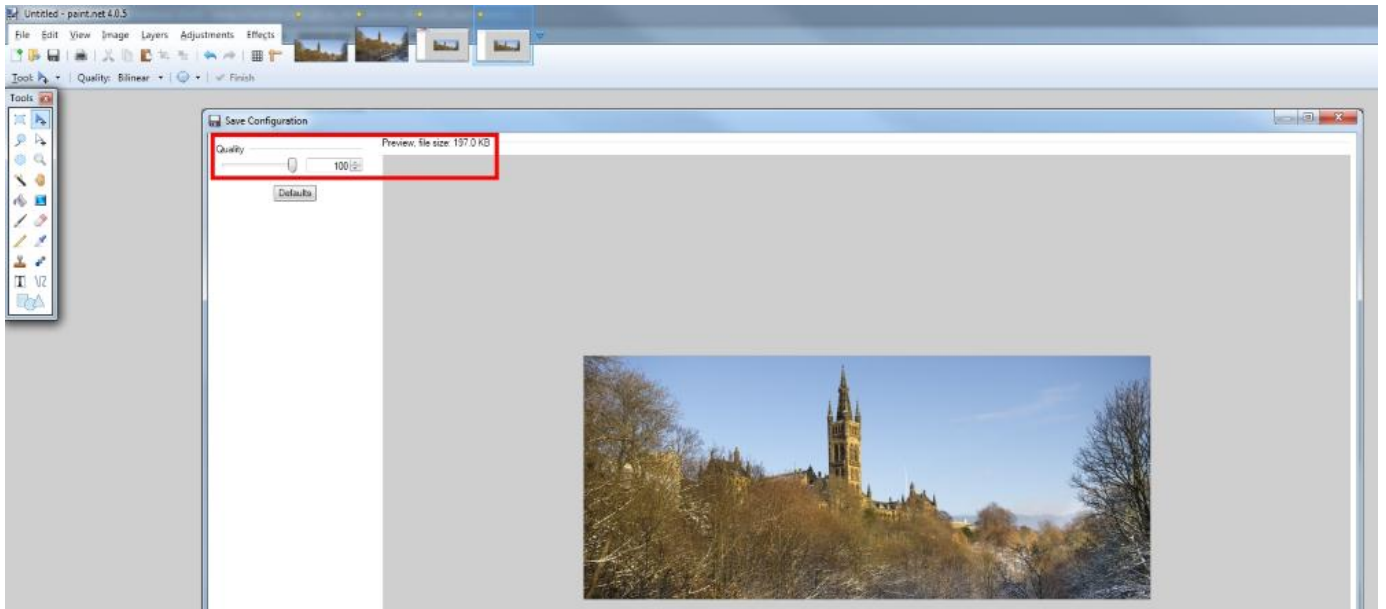 Untitled - paint.net 4.0.5
File Edit View Image Layers Adjustments Effects
Tool: Quality: Bilinear Finish
Tools
Save Configuration
Quality
Preview, file size: 197.0 KB
100
Defaults